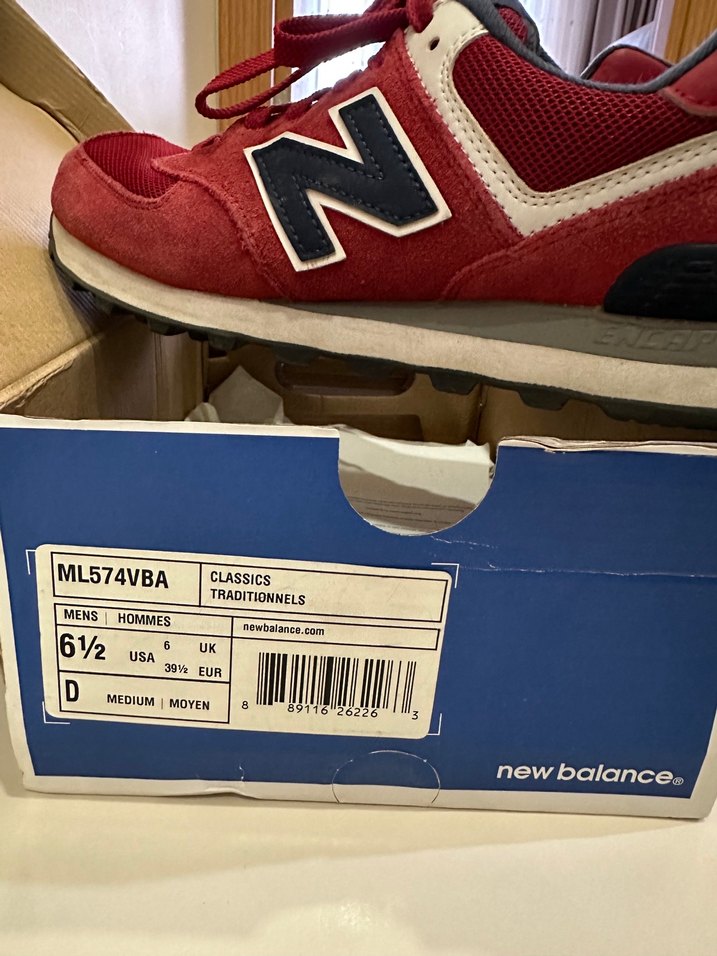 N
ENCAP
ML574VBA
CLASSICS
TRADITIONNELS
MENS | HOMMES
newbalance.com
6½ USA 6 UK
39½ EUR
D MEDIUM | MOYEN
8 89116 26226 3
new balance®